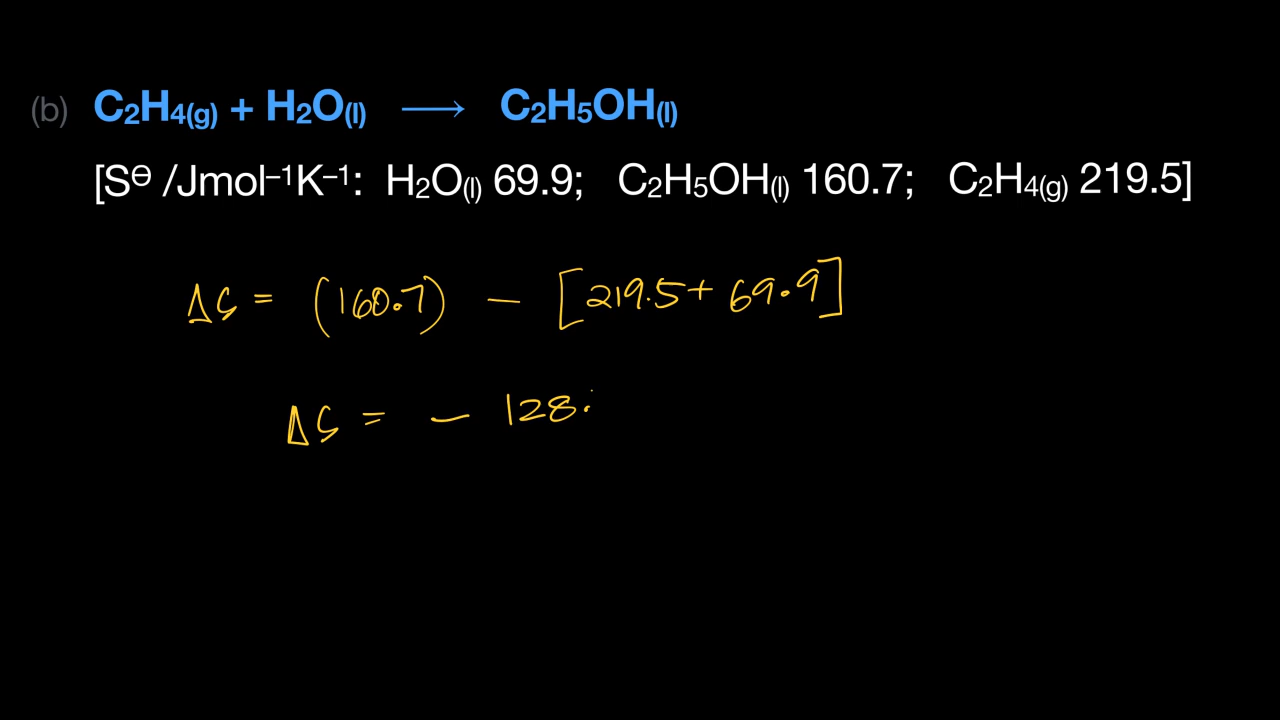 (b) C₂H₄(g) + H₂O(l) ⟶ C₂H₅OH(l)
[S⦵ /Jmol⁻¹K⁻¹: H₂O(l) 69.9; C₂H₅OH(l) 160.7; C₂H₄(g) 219.5]
ΔS = (160.7) − [219.5 + 69.9]
ΔS = − 128.